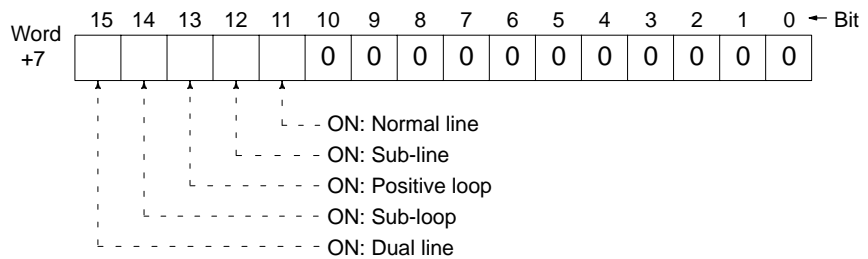 15 14 13 12 11 10 9 8 7 6 5 4 3 2 1 0 ← Bit
Word
+7
0 0 0 0 0 0 0 0 0 0 0
ON: Normal line
ON: Sub-line
ON: Positive loop
ON: Sub-loop
ON: Dual line